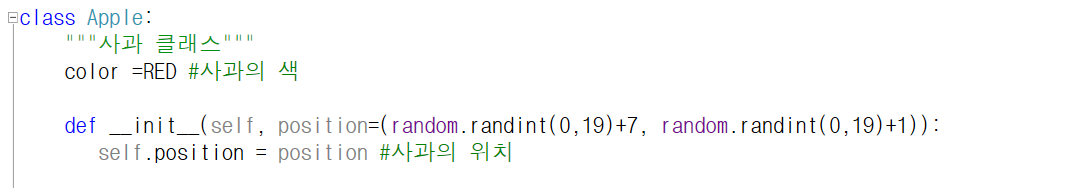 class Apple:
"""사과 클래스"""
color =RED #사과의 색
def __init__(self, position=(random.randint(0,19)+7, random.randint(0,19)+1)):
self.position = position #사과의 위치